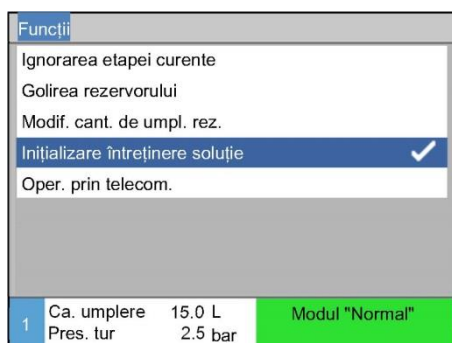 Funcții
Ignorarea etapei curente
Golirea rezervorului
Modif. cant. de umpl. rez.
Inițializare întreținere soluție
Oper. prin telecom.
1 Ca. umplere 15.0 L Modul "Normal"
Pres. tur 2.5 bar